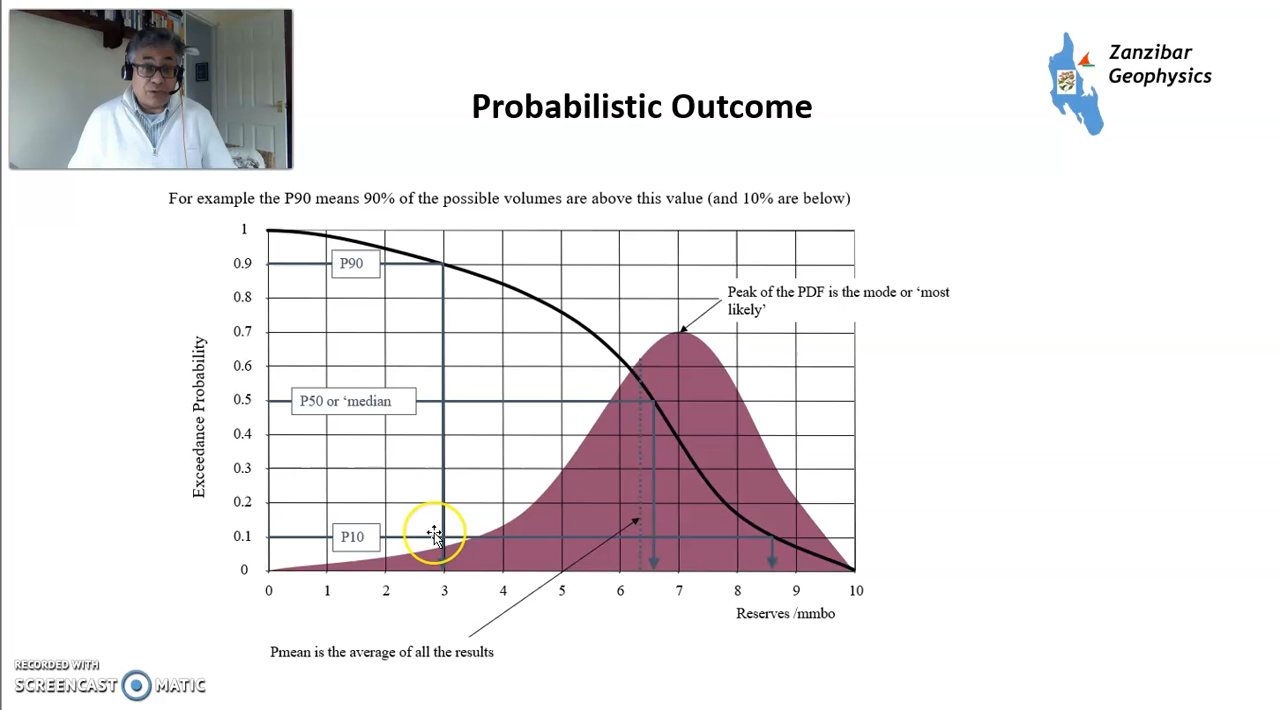 Zanzibar
Geophysics
Probabilistic Outcome
For example the P90 means 90% of the possible volumes are above this value (and 10% are below)
1
0.9
0.8
0.7
0.6
0.5
0.4
0.3
0.2
0.1
0
Exceedance Probability
P90
P50 or ‘median
P10
Peak of the PDF is the mode or ‘most
likely’
0 1 2 3 4 5 6 7 8 9 10
Reserves /mmbo
Pmean is the average of all the results
RECORDED WITH
SCREENCAST MATIC